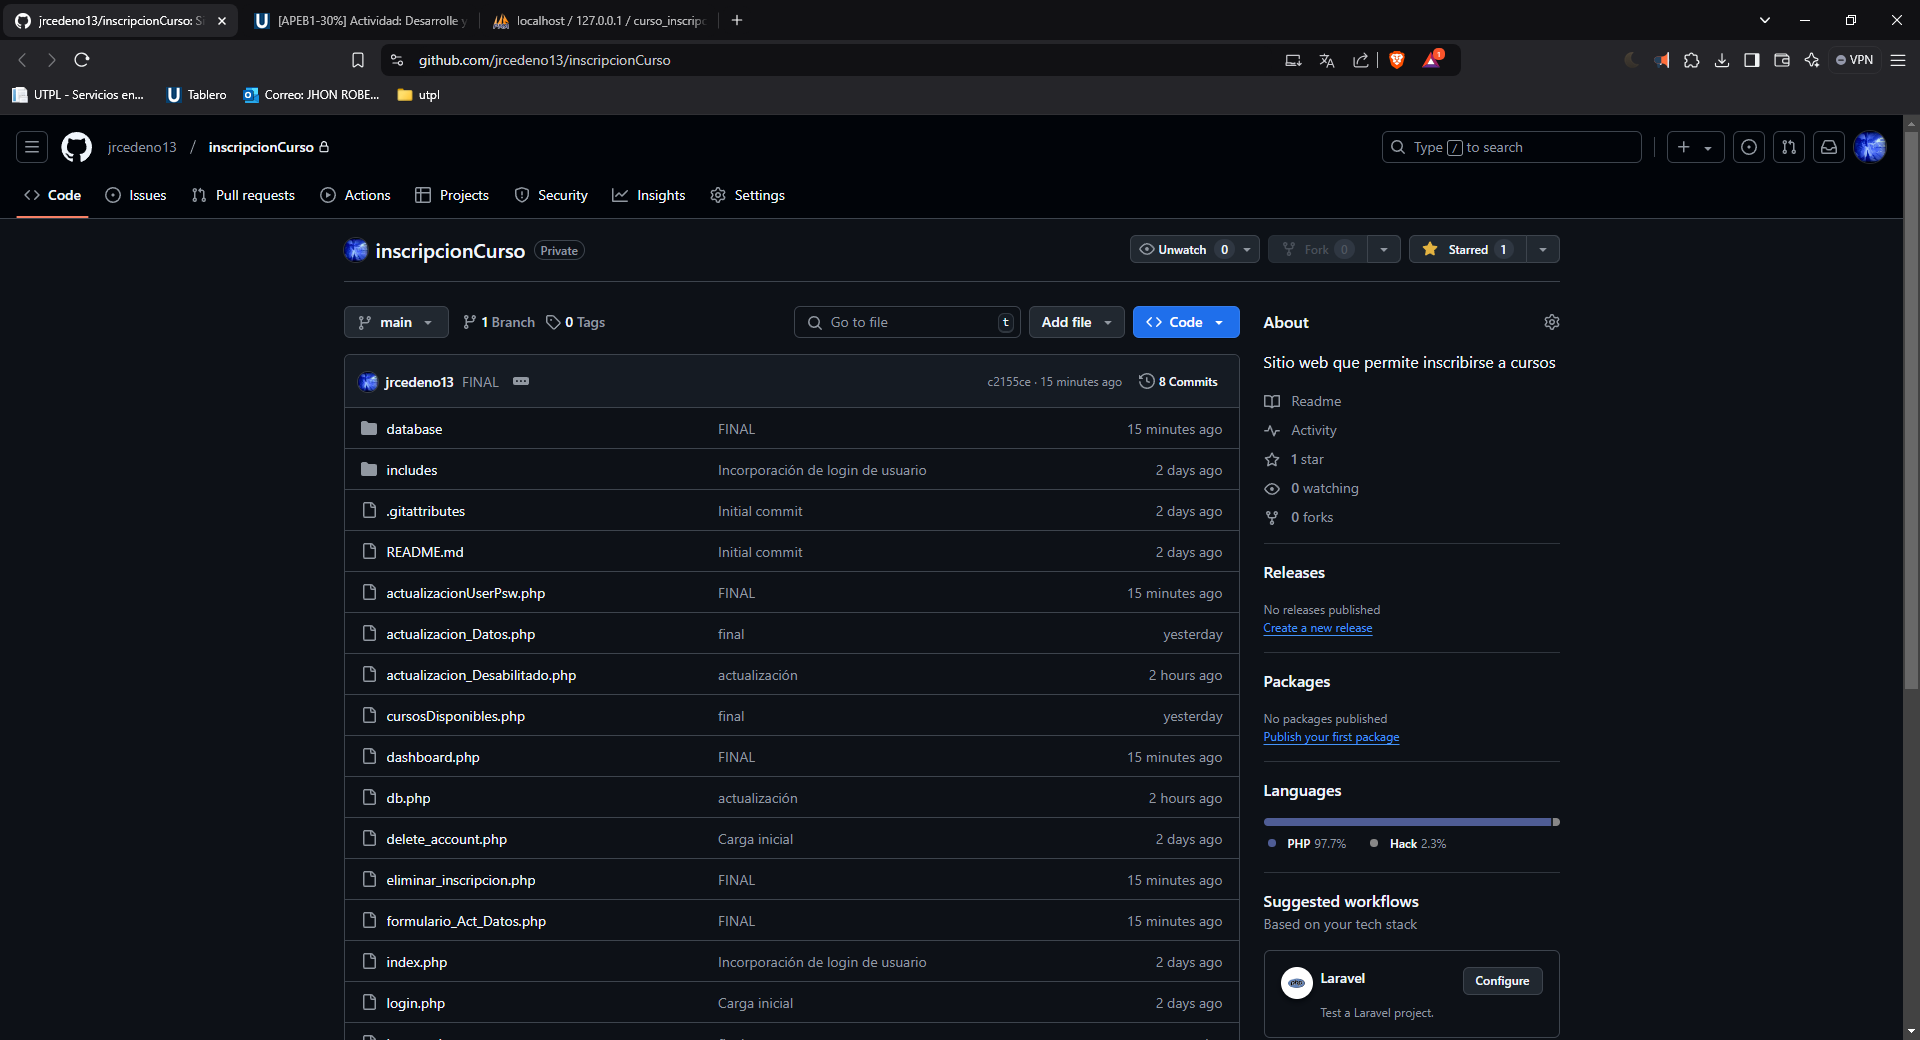 jrcedeno13/inscripcionCurso: Si
[APEB1-30%] Actividad: Desarrolle y
localhost / 127.0.0.1 / curso_inscripc
github.com/jrcedeno13/inscripcionCurso
1
VPN
UTPL - Servicios en...
Tablero
Correo: JHON ROBE...
utpl
jrcedeno13 / inscripcionCurso
Type / to search
Code
Issues
Pull requests
Actions
Projects
Security
Insights
Settings
inscripcionCurso Private
Unwatch 0
Fork 0
Starred 1
main
1 Branch
0 Tags
Go to file t
Add file
Code
jrcedeno13 FINAL c2155ce · 15 minutes ago 8 Commits
database FINAL 15 minutes ago
includes Incorporación de login de usuario 2 days ago
.gitattributes Initial commit 2 days ago
README.md Initial commit 2 days ago
actualizacionUserPsw.php FINAL 15 minutes ago
actualizacion_Datos.php final yesterday
actualizacion_Desabilitado.php actualización 2 hours ago
cursosDisponibles.php final yesterday
dashboard.php FINAL 15 minutes ago
db.php actualización 2 hours ago
delete_account.php Carga inicial 2 days ago
eliminar_inscripcion.php FINAL 15 minutes ago
formulario_Act_Datos.php FINAL 15 minutes ago
index.php Incorporación de login de usuario 2 days ago
login.php Carga inicial 2 days ago
About
Sitio web que permite inscribirse a cursos
Readme
Activity
1 star
0 watching
0 forks
Releases
No releases published
Create a new release
Packages
No packages published
Publish your first package
Languages
PHP 97.7% Hack 2.3%
Suggested workflows
Based on your tech stack
php
Laravel
Configure
Test a Laravel project.